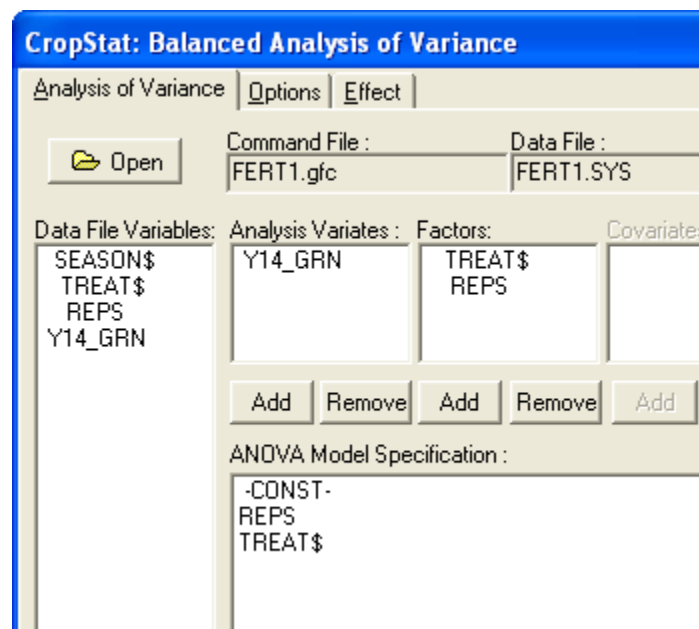 CropStat: Balanced Analysis of Variance
Analysis of Variance Options Effect
Open
Command File : Data File :
FERT1.gfc FERT1.SYS
Data File Variables: Analysis Variates : Factors: Covariates
SEASON$ Y14_GRN TREAT$
TREAT$ REPS
REPS
Y14_GRN
Add Remove Add Remove Add
ANOVA Model Specification :
-CONST-
REPS
TREAT$